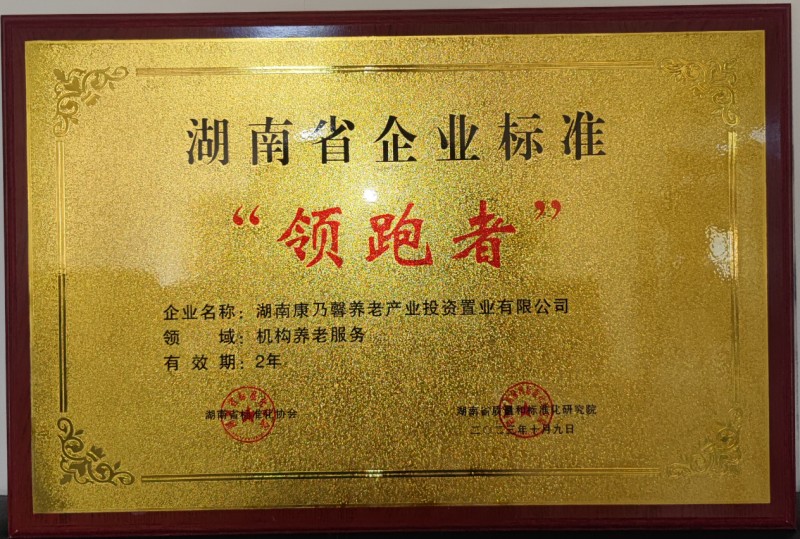 湖南省企业标准
“领跑者”
企业名称：湖南康乃馨养老产业投资置业有限公司
领　　域：机构养老服务
有 效 期：2年
湖南省标准化协会
湖南省质量和标准化研究院
二〇二三年十月九日